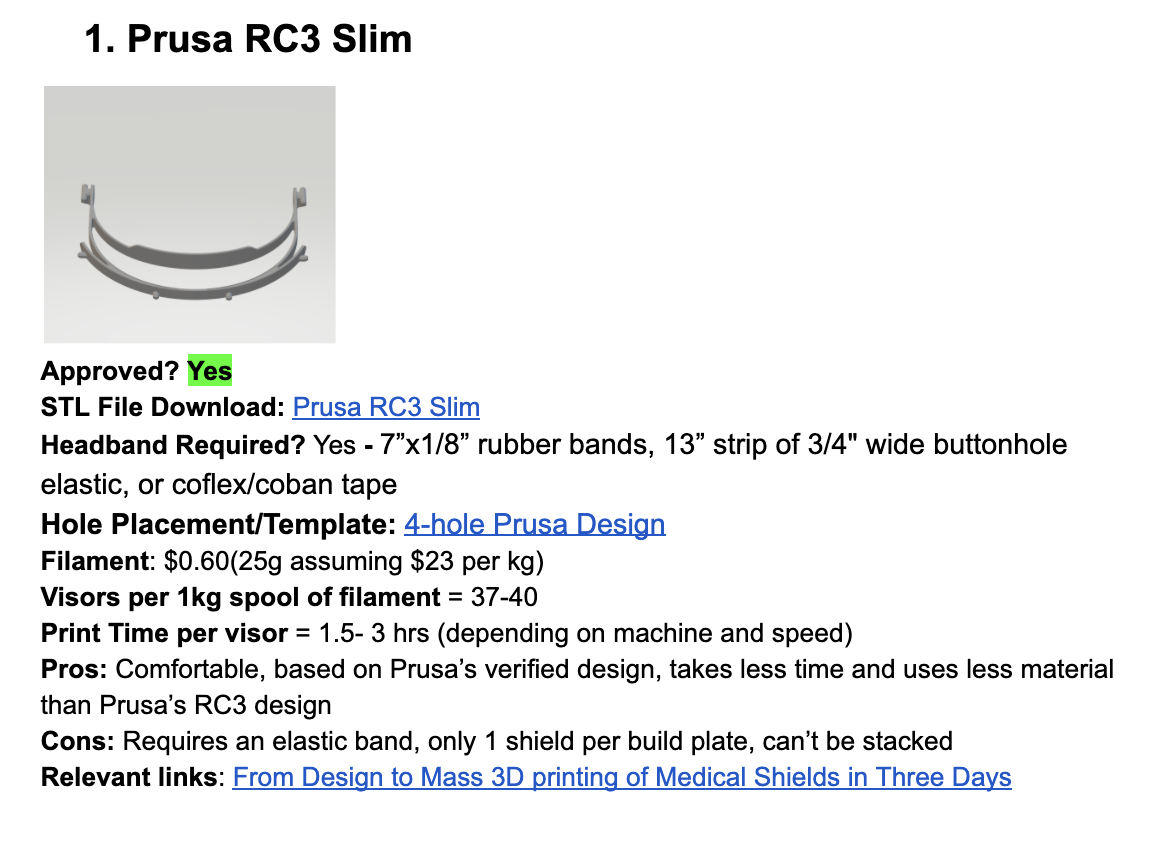 1. Prusa RC3 Slim
Approved? Yes
STL File Download: Prusa RC3 Slim
Headband Required? Yes - 7”x1/8” rubber bands, 13” strip of 3/4" wide buttonhole
elastic, or coflex/coban tape
Hole Placement/Template: 4-hole Prusa Design
Filament: $0.60(25g assuming $23 per kg)
Visors per 1kg spool of filament = 37-40
Print Time per visor = 1.5- 3 hrs (depending on machine and speed)
Pros: Comfortable, based on Prusa’s verified design, takes less time and uses less material
than Prusa’s RC3 design
Cons: Requires an elastic band, only 1 shield per build plate, can’t be stacked
Relevant links: From Design to Mass 3D printing of Medical Shields in Three Days